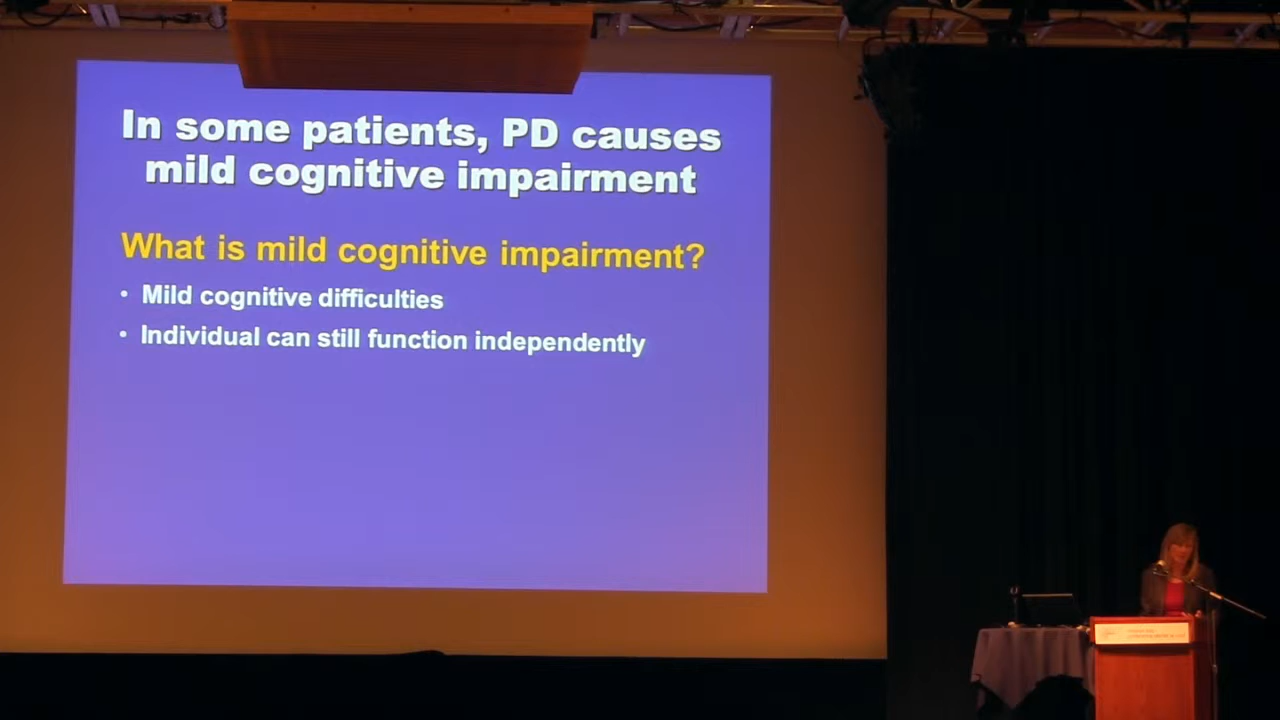 In some patients, PD causes
mild cognitive impairment
What is mild cognitive impairment?
• Mild cognitive difficulties
• Individual can still function independently